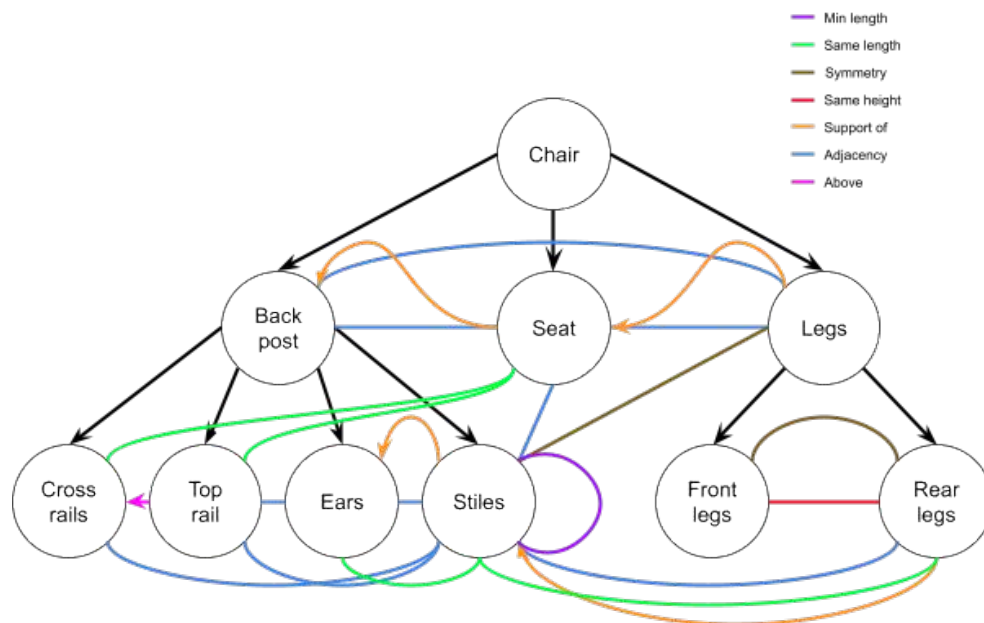 Min length
Same length
Symmetry
Same height
Support of
Adjacency
Above
Chair
Back
post
Seat
Legs
Cross
rails
Top
rail
Ears
Stiles
Front
legs
Rear
legs